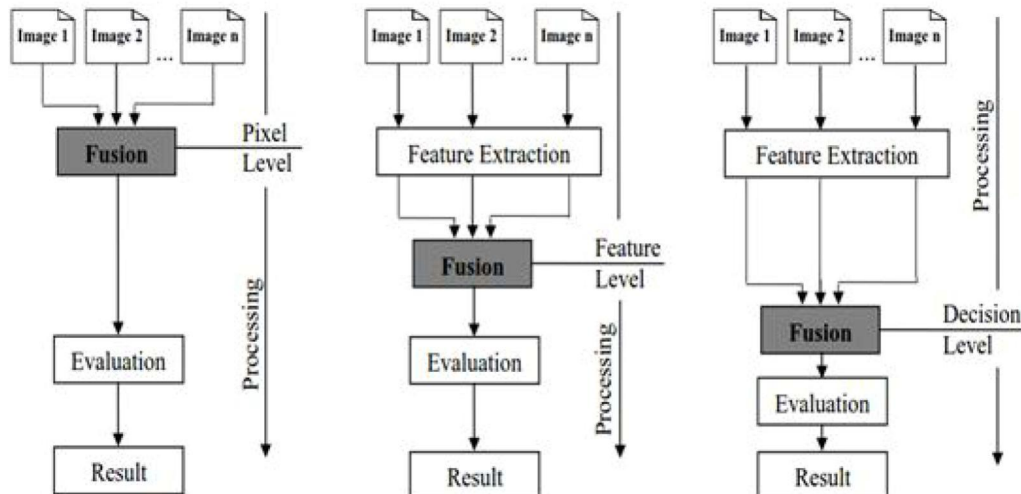 Image 1
Image 2
...
Image n
Fusion
Pixel
Level
Processing
Evaluation
Result
Image 1
Image 2
...
Image n
Feature Extraction
Fusion
Feature
Level
Processing
Evaluation
Result
Image 1
Image 2
...
Image n
Processing
Feature Extraction
Fusion
Decision
Level
Evaluation
Result